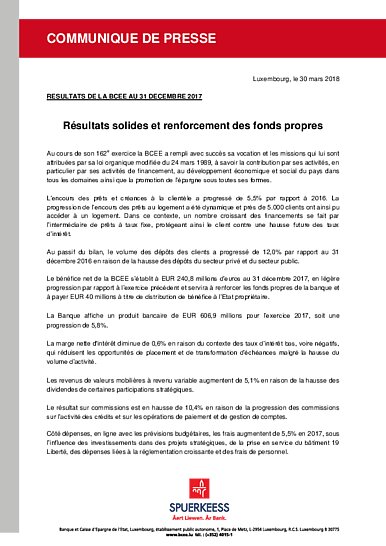 COMMUNIQUE DE PRESSE
Luxembourg, le 30 mars 2018
RESULTATS DE LA BCEE AU 31 DECEMBRE 2017
Résultats solides et renforcement des fonds propres
Au cours de son 162e exercice la BCEE a rempli avec succès sa vocation et les missions qui lui sont
attribuées par sa loi organique modifiée du 24 mars 1989, à savoir la contribution par ses activités, en
particulier par ses activités de financement, au développement économique et social du pays dans
tous les domaines ainsi que la promotion de l'épargne sous toutes ses formes.
L'encours des prêts et créances à la clientèle a progressé de 5,5% par rapport à 2016. La
progression de l'encours des prêts au logement a été dynamique et près de 5.000 clients ont ainsi pu
accéder à un logement. Dans ce contexte, un nombre croissant des financements se fait par
l'intermédiaire de prêts à taux fixe, protégeant ainsi le client contre une hausse future des taux
d'intérêt.
Au passif du bilan, le volume des dépôts des clients a progressé de 12,0% par rapport au 31
décembre 2016 en raison de la hausse des dépôts du secteur privé et du secteur public.
Le bénéfice net de la BCEE s'établit à EUR 240,8 millions d'euros au 31 décembre 2017, en légère
progression par rapport à l'exercice précédent et servira à renforcer les fonds propres de la banque et
à payer EUR 40 millions à titre de distribution de bénéfice à l'Etat propriétaire.
La Banque affiche un produit bancaire de EUR 606,9 millions pour l'exercice 2017, soit une
progression de 5,8%.
La marge nette d'intérêt diminue de 0,6% en raison du contexte des taux d'intérêt bas, voire négatifs,
qui réduisent les opportunités de placement et de transformation d'échéances malgré la hausse du
volume d'activité.
Les revenus de valeurs mobilières à revenu variable augmentent de 5,1% en raison de la hausse des
dividendes de certaines participations stratégiques.
Le résultat sur commissions est en hausse de 10,4% en raison de la progression des commissions
sur l'activité des crédits et sur les opérations de paiement et de gestion de comptes.
Côté dépenses, en ligne avec les prévisions budgétaires, les frais augmentent de 5,5% en 2017, sous
l'influence des investissements dans des projets stratégiques, de la prise en service du bâtiment 19
Liberté, des dépenses liées à la réglementation croissante et des frais de personnel.
SPUERKEESS
Äert Liewen. Är Bank.
Banque et Caisse d'Epargne de l'Etat, Luxembourg, établissement public autonome, 1, Place de Metz, L-2954 Luxembourg, R.C.S. Luxembourg B 30775
www.bcee.lu tél. : (+352) 4015-1